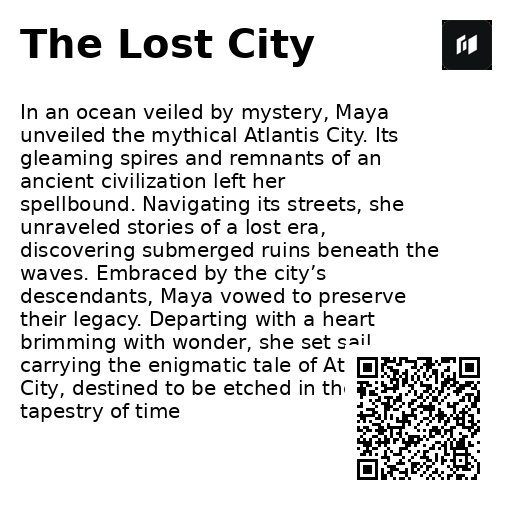 The Lost City
In an ocean veiled by mystery, Maya
unveiled the mythical Atlantis City. Its
gleaming spires and remnants of an
ancient civilization left her
spellbound. Navigating its streets, she
unraveled stories of a lost era,
discovering submerged ruins beneath the
waves. Embraced by the city’s
descendants, Maya vowed to preserve
their legacy. Departing with a heart
brimming with wonder, she set sail
carrying the enigmatic tale of
City, destined to be etched in the
tapestry of time